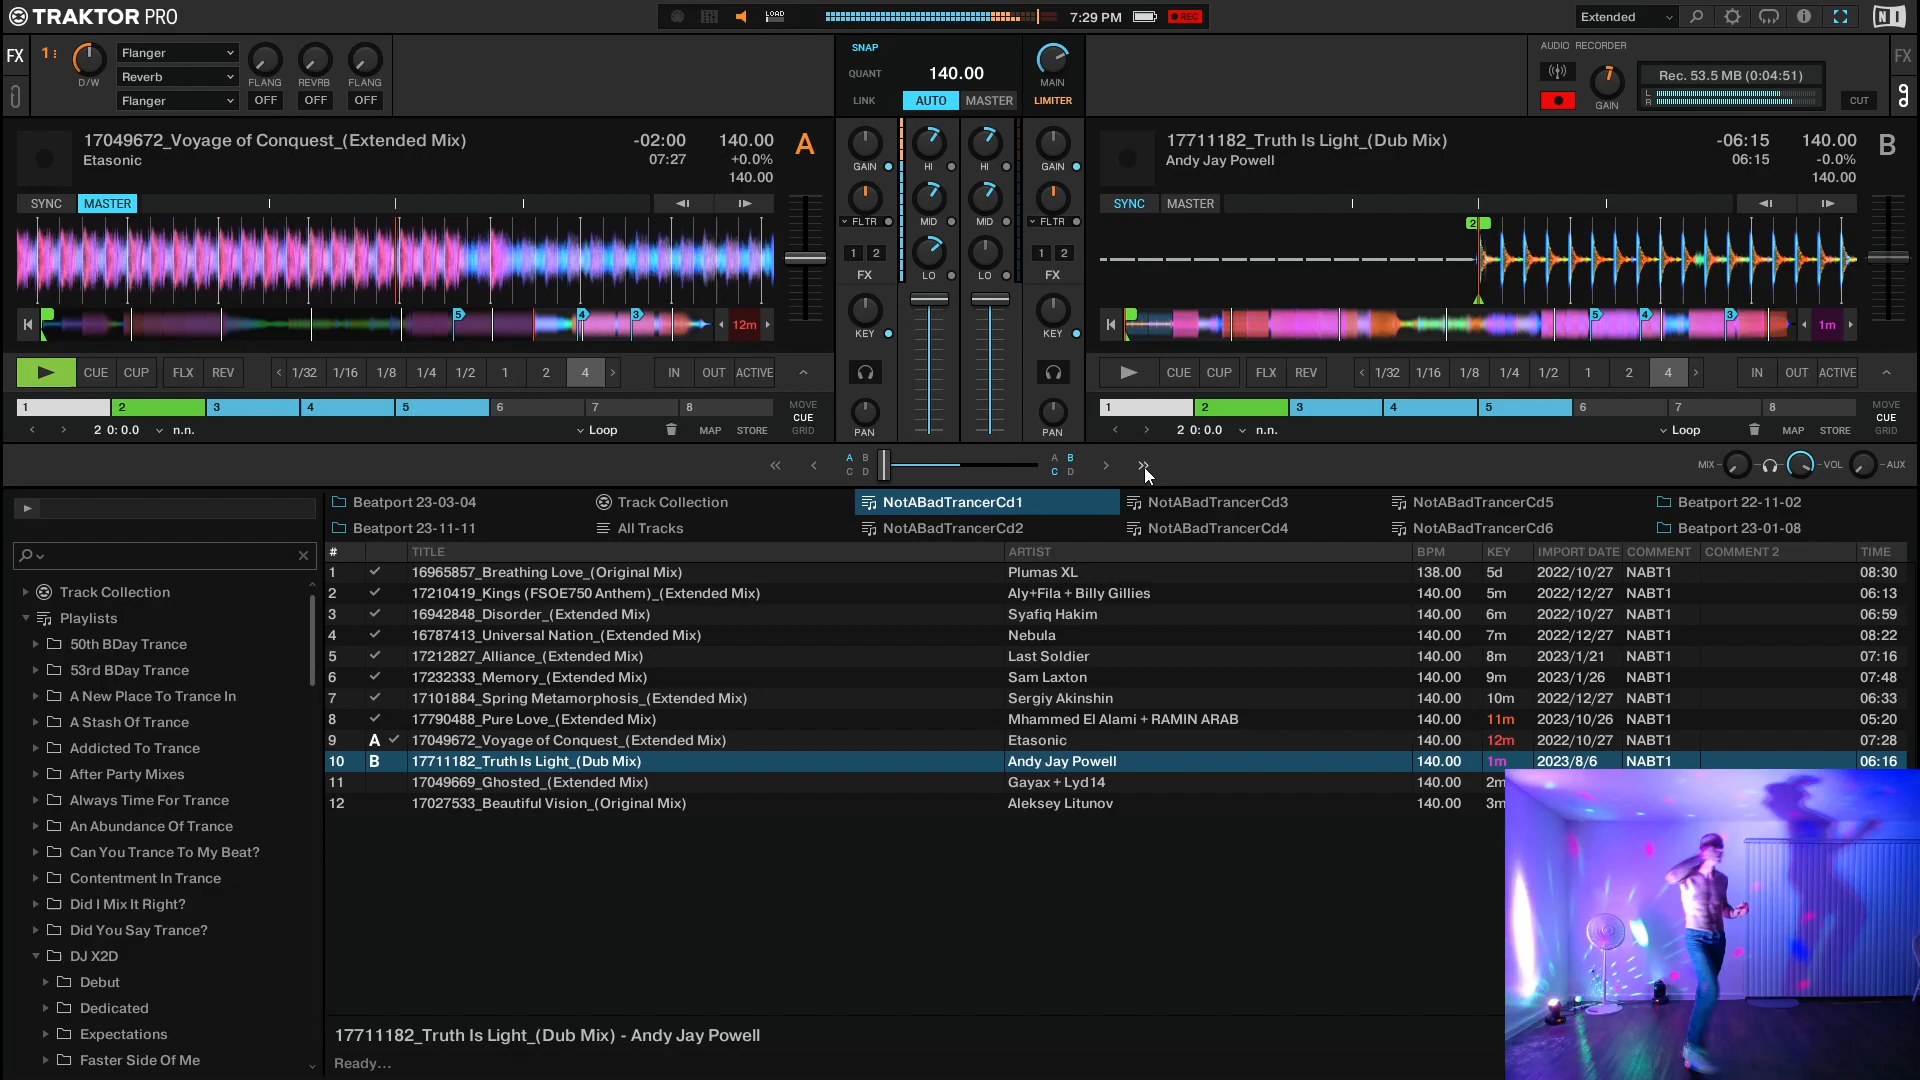 TRAKTOR PRO
LOAD
7:29 PM
REC
Extended
FX
1
D/W
Flanger
Reverb
Flanger
FLANG
REVRB
FLANG
OFF
OFF
OFF
SNAP
QUANT
140.00
LINK
AUTO
MASTER
MAIN
LIMITER
AUDIO RECORDER
GAIN
Rec. 53.5 MB (0:04:51)
L
R
CUT
FX
17049672_Voyage of Conquest_(Extended Mix)
Etasonic
-02:00
07:27
140.00
+0.0%
140.00
A
SYNC
MASTER
5
4
3
12m
CUE
CUP
FLX
REV
1/32
1/16
1/8
1/4
1/2
1
2
4
IN
OUT
ACTIVE
1
2
3
4
5
6
7
8
MOVE
CUE
GRID
2 0: 0.0
n.n.
Loop
MAP
STORE
GAIN
HI
HI
GAIN
FLTR
MID
MID
FLTR
1 2
FX
LO
LO
1 2
FX
KEY
KEY
PAN
PAN
17711182_Truth Is Light_(Dub Mix)
Andy Jay Powell
-06:15
06:15
140.00
-0.0%
140.00
B
SYNC
MASTER
2
5
4
3
1m
CUE
CUP
FLX
REV
1/32
1/16
1/8
1/4
1/2
1
2
4
IN
OUT
ACTIVE
1
2
3
4
5
6
7
8
MOVE
CUE
GRID
2 0: 0.0
n.n.
Loop
MAP
STORE
A B
C D
A B
C D
MIX
VOL
AUX
Beatport 23-03-04
Track Collection
NotABadTrancerCd1
NotABadTrancerCd3
NotABadTrancerCd5
Beatport 22-11-02
Beatport 23-11-11
All Tracks
NotABadTrancerCd2
NotABadTrancerCd4
NotABadTrancerCd6
Beatport 23-01-08
Track Collection
Playlists
50th BDay Trance
53rd BDay Trance
A New Place To Trance In
A Stash Of Trance
Addicted To Trance
After Party Mixes
Always Time For Trance
An Abundance Of Trance
Can You Trance To My Beat?
Contentment In Trance
Did I Mix It Right?
Did You Say Trance?
DJ X2D
Debut
Dedicated
Expectations
Faster Side Of Me
# TITLE ARTIST BPM KEY IMPORT DATE COMMENT COMMENT 2 TIME
1 16965857_Breathing Love_(Original Mix) Plumas XL 138.00 5d 2022/10/27 NABT1 08:30
2 17210419_Kings (FSOE750 Anthem)_(Extended Mix) Aly+Fila + Billy Gillies 140.00 5m 2022/12/27 NABT1 06:13
3 16942848_Disorder_(Extended Mix) Syafiq Hakim 140.00 6m 2022/10/27 NABT1 06:59
4 16787413_Universal Nation_(Extended Mix) Nebula 140.00 7m 2022/12/27 NABT1 08:22
5 17212827_Alliance_(Extended Mix) Last Soldier 140.00 8m 2023/1/21 NABT1 07:16
6 17232333_Memory_(Extended Mix) Sam Laxton 140.00 9m 2023/1/26 NABT1 07:48
7 17101884_Spring Metamorphosis_(Extended Mix) Sergiy Akinshin 140.00 10m 2022/12/27 NABT1 06:33
8 17790488_Pure Love_(Extended Mix) Mhammed El Alami + RAMIN ARAB 140.00 11m 2023/10/26 NABT1 05:20
9 A 17049672_Voyage of Conquest_(Extended Mix) Etasonic 140.00 12m 2022/10/27 NABT1 07:28
10 B 17711182_Truth Is Light_(Dub Mix) Andy Jay Powell 140.00 1m 2023/8/6 NABT1 06:16
11 17049669_Ghosted_(Extended Mix) Gayax + Lyd14 140.00 2m
12 17027533_Beautiful Vision_(Original Mix) Aleksey Litunov 140.00 3m
17711182_Truth Is Light_(Dub Mix) - Andy Jay Powell
Ready...